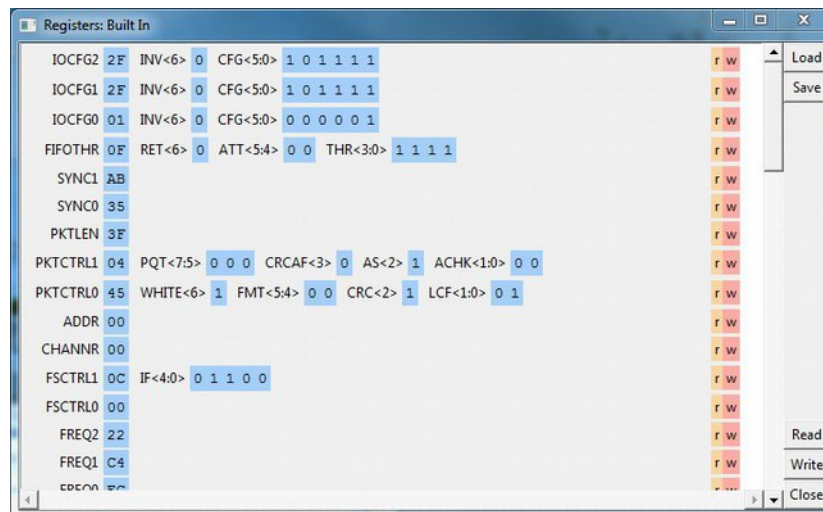 Registers: Built In
IOCFG2 2F INV<6> 0 CFG<5:0> 1 0 1 1 1 1 r w Load
IOCFG1 2F INV<6> 0 CFG<5:0> 1 0 1 1 1 1 r w Save
IOCFG0 01 INV<6> 0 CFG<5:0> 0 0 0 0 0 1 r w
FIFOTHR 0F RET<6> 0 ATT<5:4> 0 0 THR<3:0> 1 1 1 1 r w
SYNC1 AB r w
SYNC0 35 r w
PKTLEN 3F r w
PKTCTRL1 04 PQT<7:5> 0 0 0 CRCAF<3> 0 AS<2> 1 ACHK<1:0> 0 0 r w
PKTCTRL0 45 WHITE<6> 1 FMT<5:4> 0 0 CRC<2> 1 LCF<1:0> 0 1 r w
ADDR 00 r w
CHANNR 00 r w
FSCTRL1 0C IF<4:0> 0 1 1 0 0 r w
FSCTRL0 00 r w
FREQ2 22 r w Read
FREQ1 C4 r w Write
FREQ0 EC r w Close